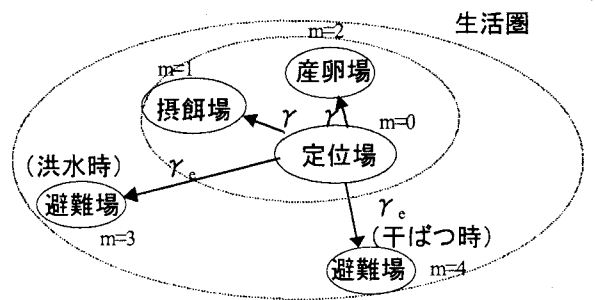 生活圏
m=2
産卵場
m=1
摂餌場
γ
γ
m=0
定位場
(洪水時)
γe
避難場
m=3
γe
(干ばつ時)
避難場
m=4